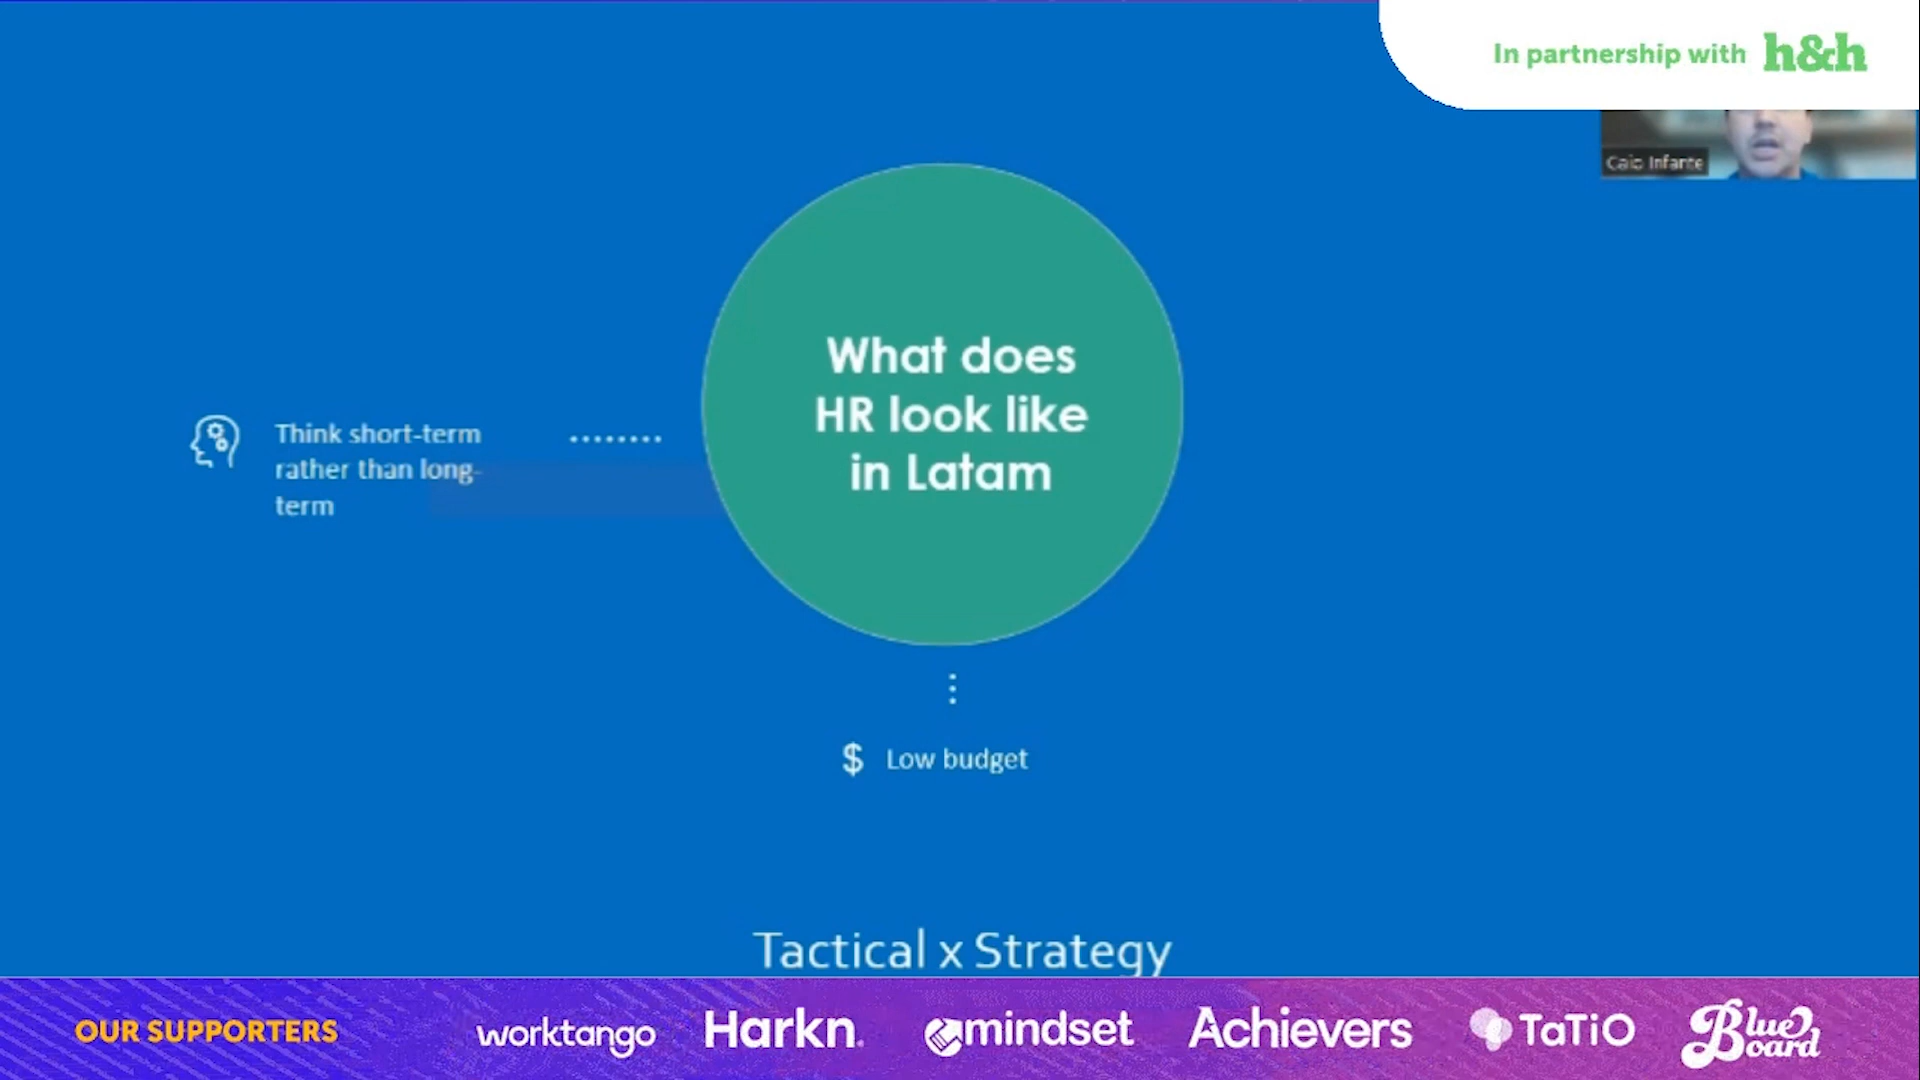 In partnership with h&h
Caio Infante
What does
HR look like
in Latam
Think short-term
rather than long-
term
$ Low budget
Tactical x Strategy
OUR SUPPORTERS
worktango
Harkn.
mindset
Achievers
TaTiO
Blue
Board